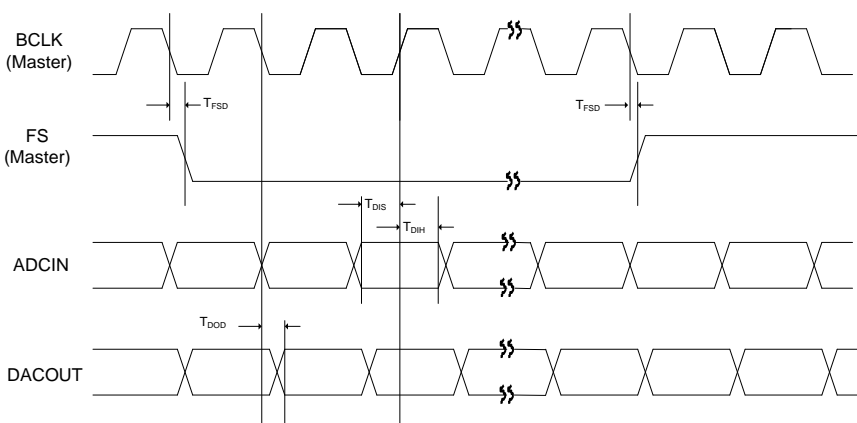 BCLK
(Master)
TFSD
TFSD
FS
(Master)
TDIS
TDIH
ADCIN
TDOD
DACOUT